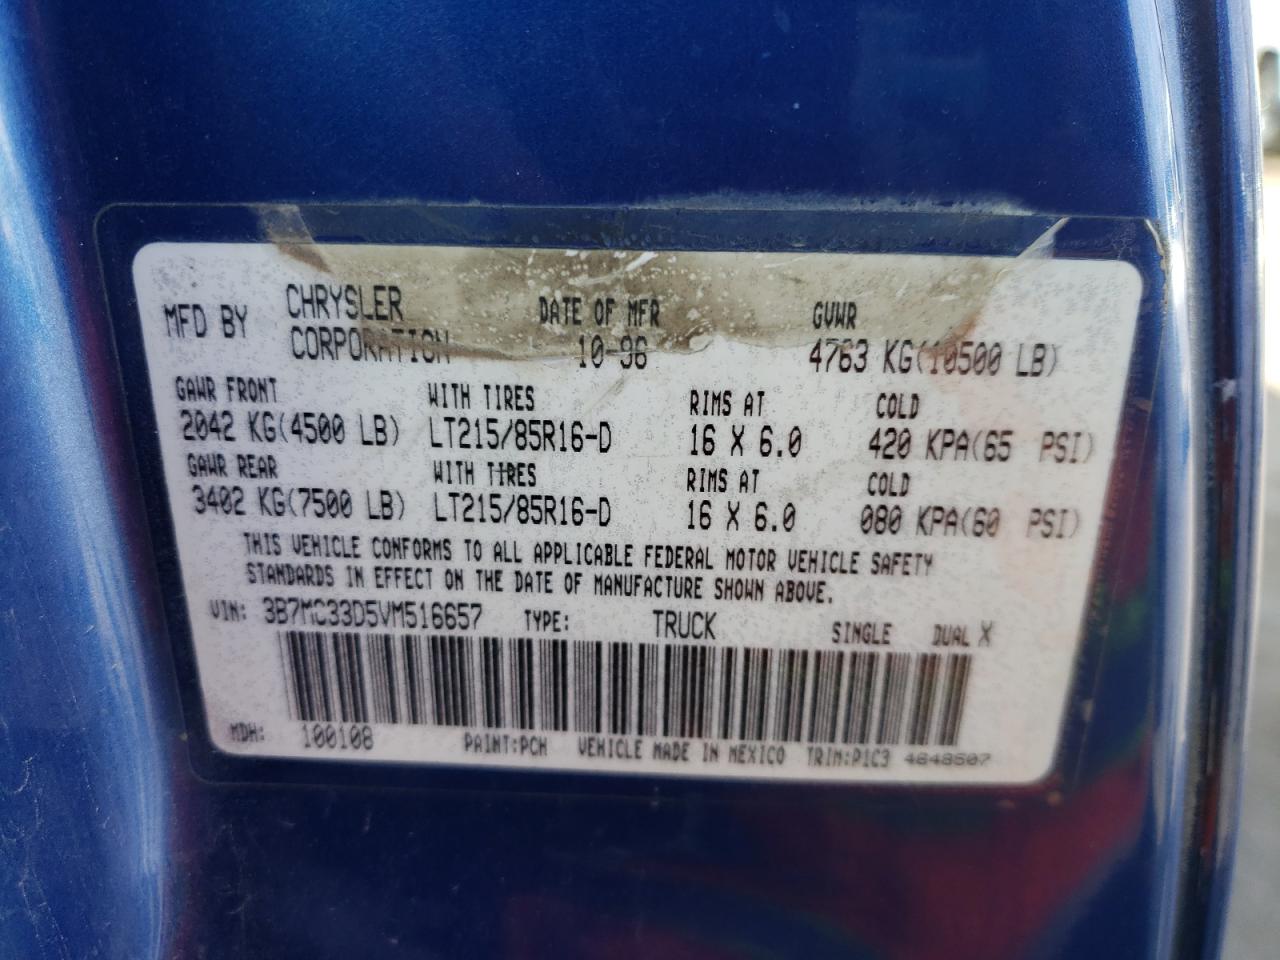 MFD BY CHRYSLER CORPORATION DATE OF MFR 10-96 GVWR 4763 KG(10500 LB)
GAWR FRONT WITH TIRES RIMS AT COLD
2042 KG(4500 LB) LT215/85R16-D 16 X 6.0 420 KPA(65 PSI)
GAWR REAR WITH TIRES RIMS AT COLD
3402 KG(7500 LB) LT215/85R16-D 16 X 6.0 080 KPA(60 PSI)
THIS VEHICLE CONFORMS TO ALL APPLICABLE FEDERAL MOTOR VEHICLE SAFETY
STANDARDS IN EFFECT ON THE DATE OF MANUFACTURE SHOWN ABOVE.
VIN: 3B7MC33D5VM516657 TYPE: TRUCK SINGLE DUAL X
MDH: 100108 PAINT:PCH VEHICLE MADE IN MEXICO TRIM:P1C3 4648507